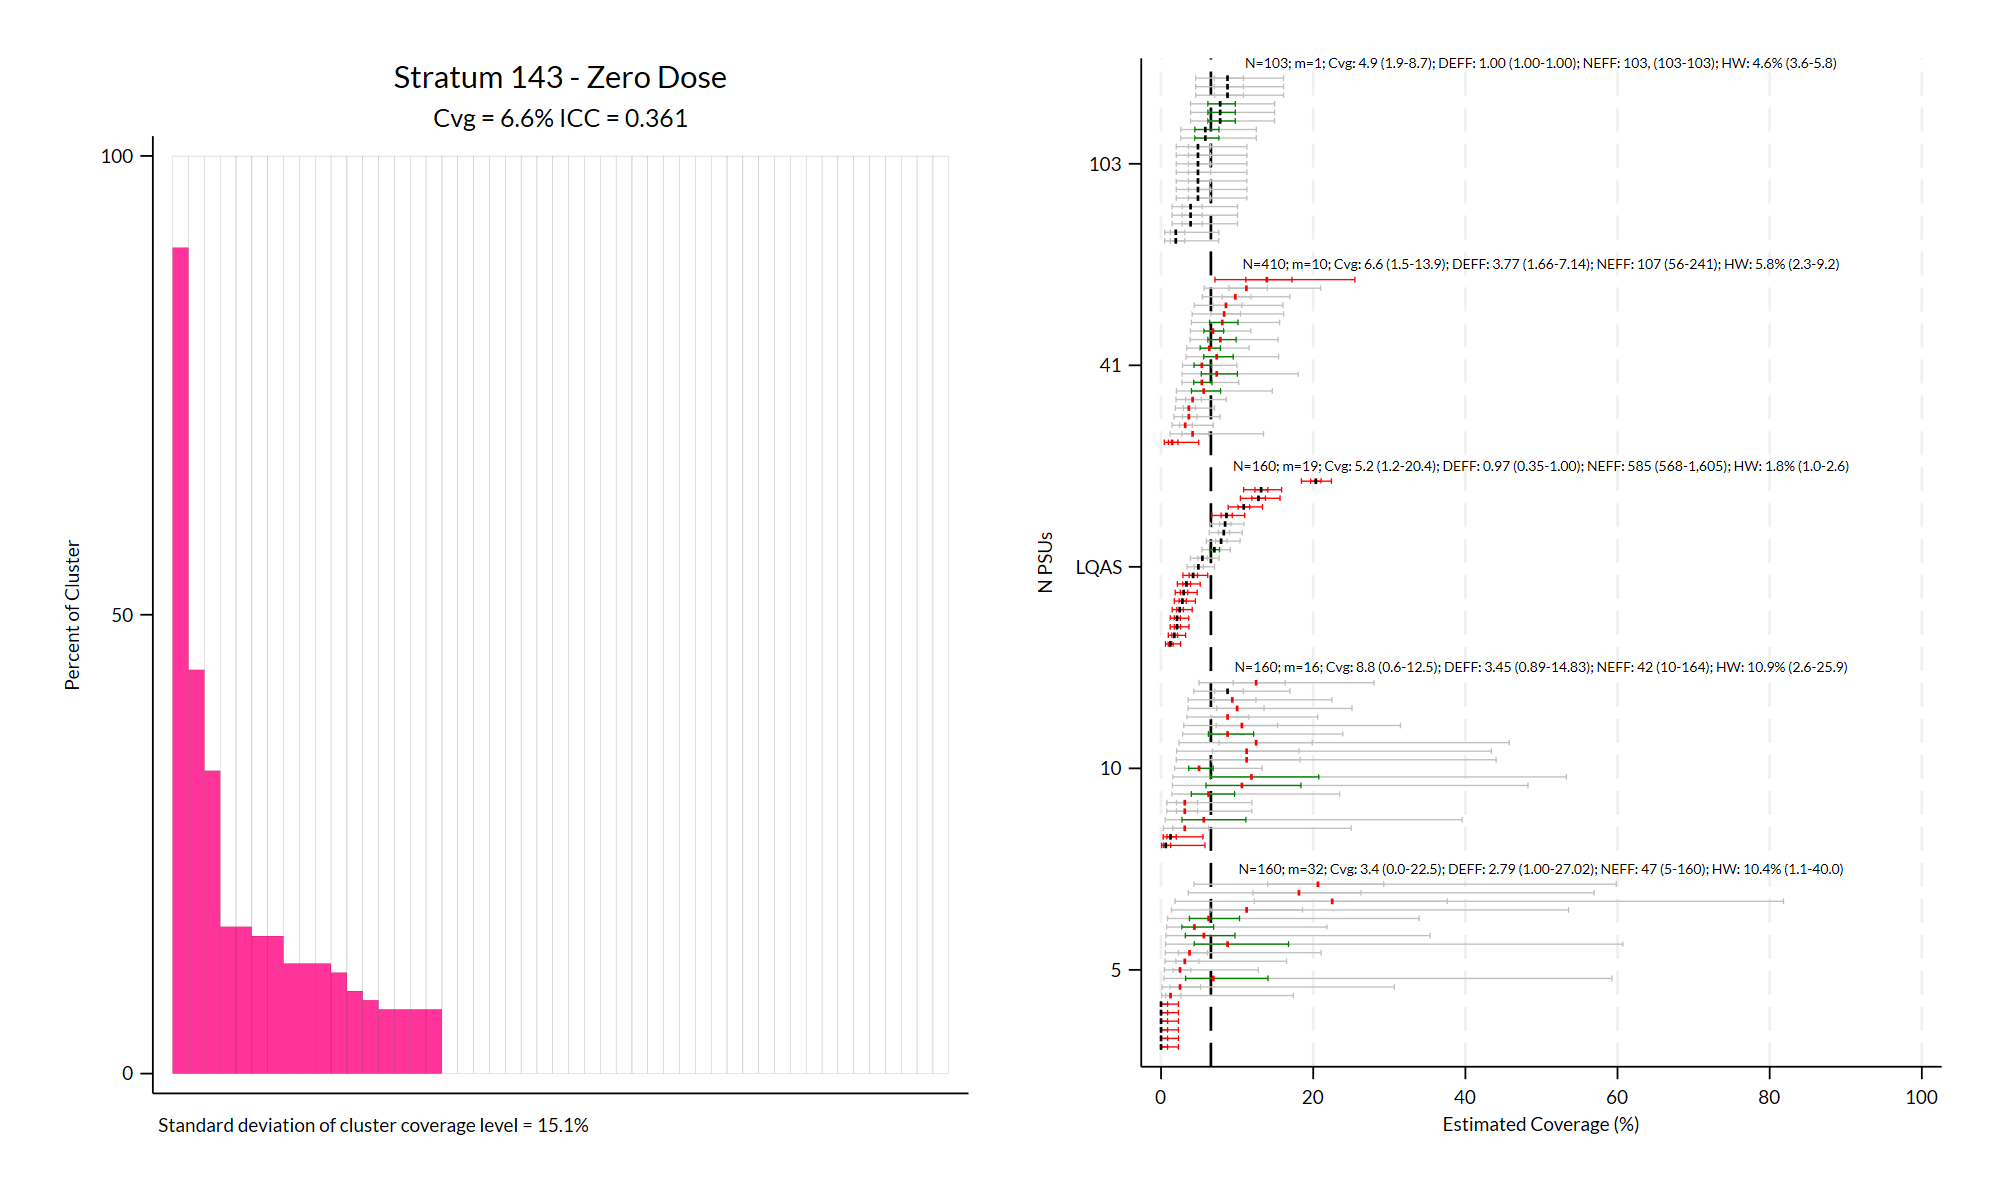 Stratum 143 - Zero Dose
Cvg = 6.6% ICC = 0.361
100
50
0
Percent of Cluster
Standard deviation of cluster coverage level = 15.1%
N PSUs
N=103; m=1; Cvg: 4.9 (1.9-8.7); DEFF: 1.00 (1.00-1.00); NEFF: 103, (103-103); HW: 4.6% (3.6-5.8)
103
N=410; m=10; Cvg: 6.6 (1.5-13.9); DEFF: 3.77 (1.66-7.14); NEFF: 107 (56-241); HW: 5.8% (2.3-9.2)
41
N=160; m=19; Cvg: 5.2 (1.2-20.4); DEFF: 0.97 (0.35-1.00); NEFF: 585 (568-1,605); HW: 1.8% (1.0-2.6)
LQAS
N=160; m=16; Cvg: 8.8 (0.6-12.5); DEFF: 3.45 (0.89-14.83); NEFF: 42 (10-164); HW: 10.9% (2.6-25.9)
10
N=160; m=32; Cvg: 3.4 (0.0-22.5); DEFF: 2.79 (1.00-27.02); NEFF: 47 (5-160); HW: 10.4% (1.1-40.0)
5
0 20 40 60 80 100
Estimated Coverage (%)